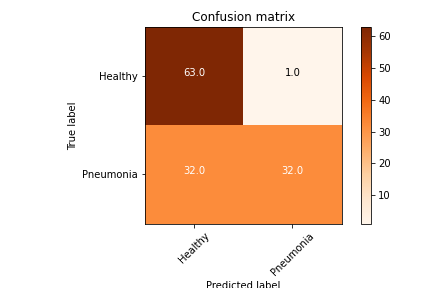 Confusion matrix
True label
Healthy
63.0
1.0
Pneumonia
32.0
32.0
Healthy
Pneumonia
Predicted label
60
50
40
30
20
10